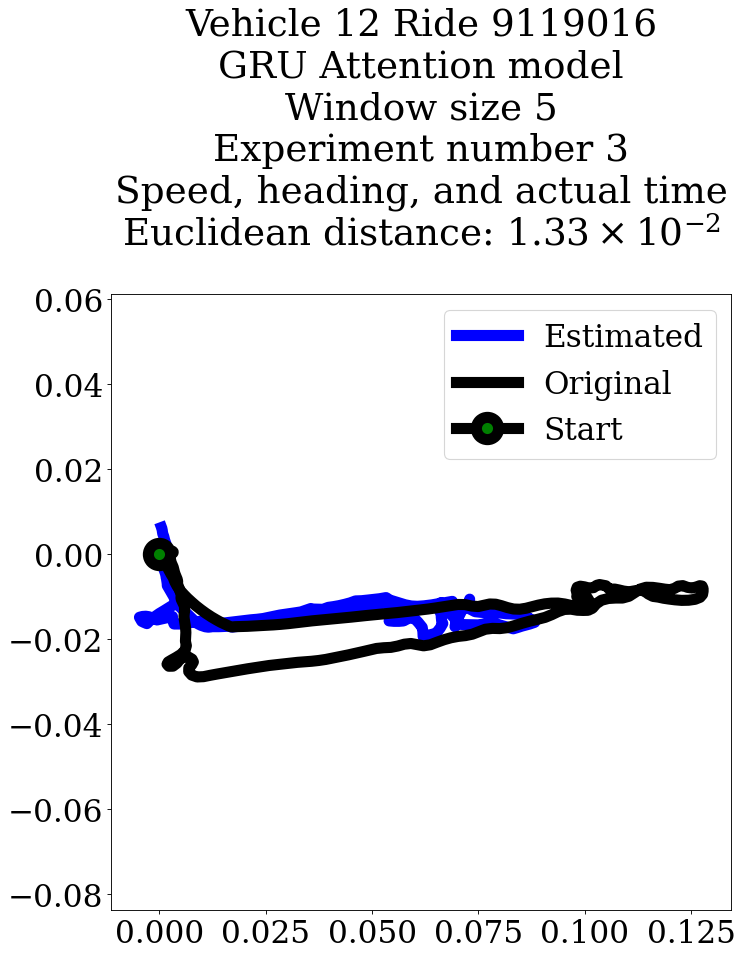 Vehicle 12 Ride 9119016
GRU Attention model
Window size 5
Experiment number 3
Speed, heading, and actual time
Euclidean distance: 1.33 × 10⁻²
0.06
Estimated
0.04
Original
Start
0.02
0.00
−0.02
−0.04
−0.06
−0.08
0.000 0.025 0.050 0.075 0.100 0.125